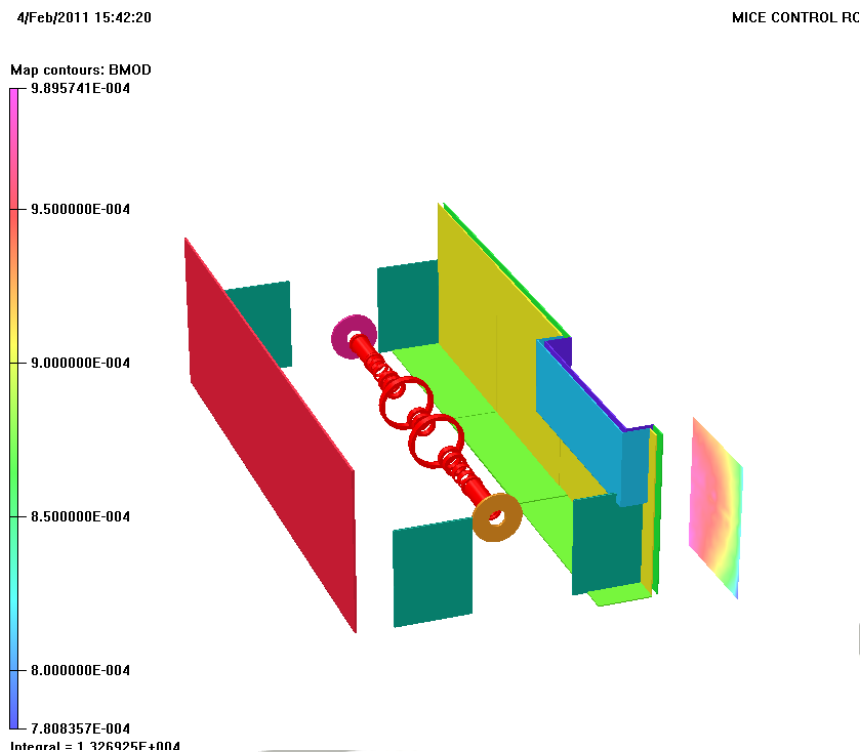 4/Feb/2011 15:42:20
MICE CONTROL RO
Map contours: BMOD
9.895741E-004
9.500000E-004
9.000000E-004
8.500000E-004
8.000000E-004
7.808357E-004
Integral = 1.326925E+004